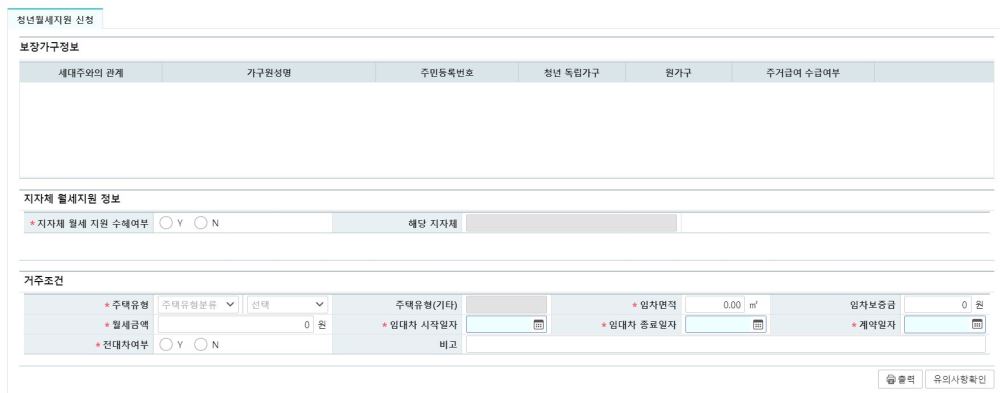 청년월세지원 신청
보장가구정보
세대주와의 관계 가구원성명 주민등록번호 청년 독립가구 원가구 주거급여 수급여부
지자체 월세지원 정보
* 지자체 월세 지원 수혜여부 Y N 해당 지자체
거주조건
* 주택유형 주택유형분류 선택 주택유형(기타) * 임차면적 0.00 ㎡ 임차보증금 0 원
* 월세금액 0 원 * 임대차 시작일자 * 임대차 종료일자 * 계약일자
* 전대차여부 Y N 비고
출력 유의사항확인